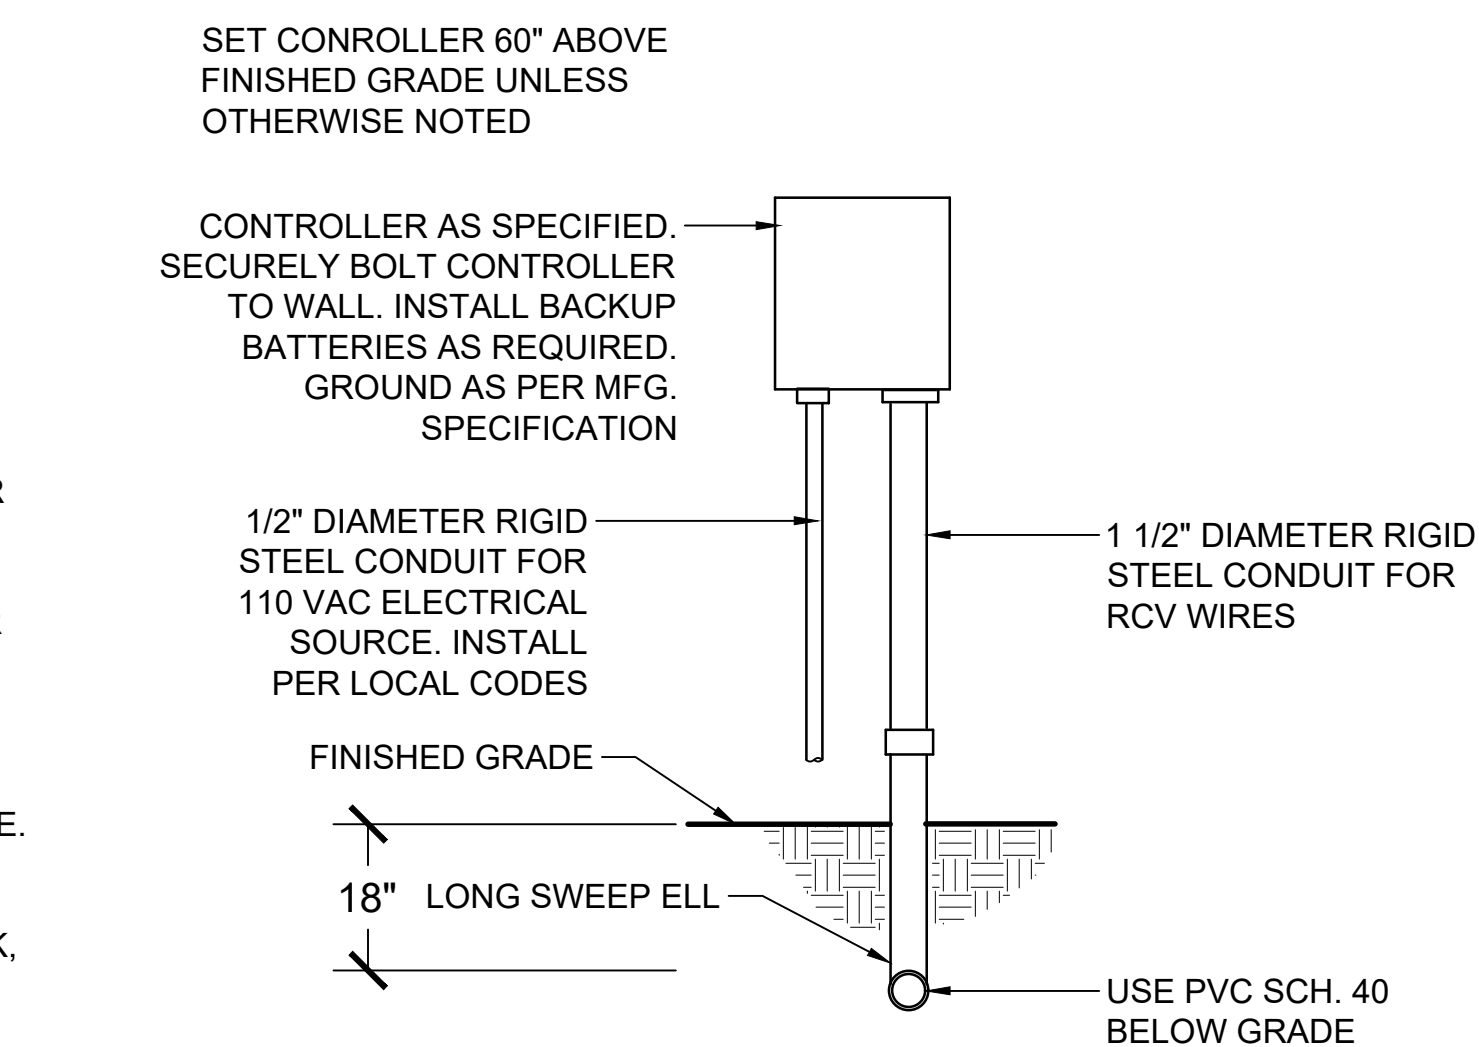 SET CONROLLER 60" ABOVE
FINISHED GRADE UNLESS
OTHERWISE NOTED
CONTROLLER AS SPECIFIED.
SECURELY BOLT CONTROLLER
TO WALL. INSTALL BACKUP
BATTERIES AS REQUIRED.
GROUND AS PER MFG.
SPECIFICATION
1/2" DIAMETER RIGID
STEEL CONDUIT FOR
110 VAC ELECTRICAL
SOURCE. INSTALL
PER LOCAL CODES
1 1/2" DIAMETER RIGID
STEEL CONDUIT FOR
RCV WIRES
FINISHED GRADE
18"
LONG SWEEP ELL
USE PVC SCH. 40
BELOW GRADE
E.
K,